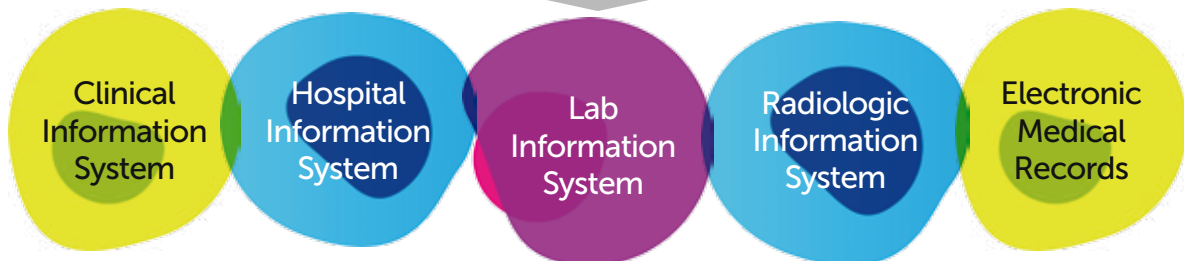 Clinical
Information
System
Hospital
Information
System
Lab
Information
System
Radiologic
Information
System
Electronic
Medical
Records